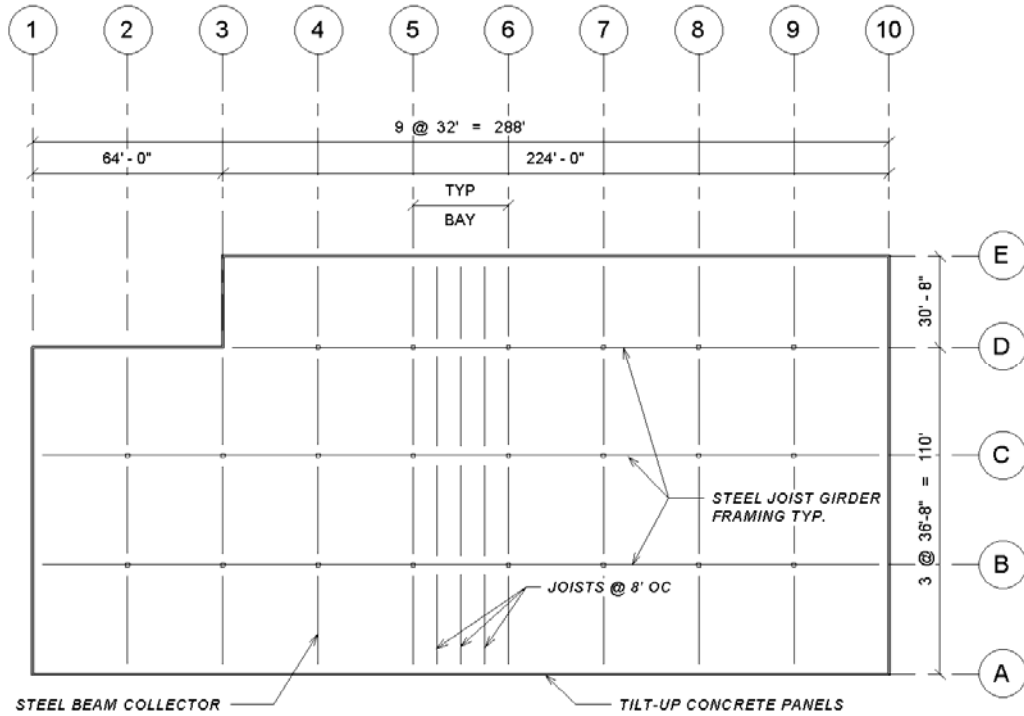 1 2 3 4 5 6 7 8 9 10
9 @ 32' = 288'
64' - 0" 224' - 0"
TYP
BAY
E
30' - 8"
D
C
3 @ 36'-8" = 110'
STEEL JOIST GIRDER
FRAMING TYP.
B
JOISTS @ 8' OC
A
STEEL BEAM COLLECTOR
TILT-UP CONCRETE PANELS